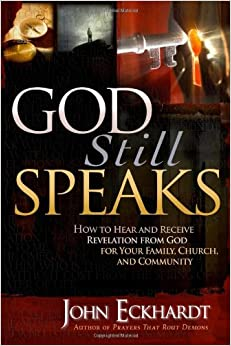 GOD
Still
SPEAKS
HOW TO HEAR AND RECEIVE
REVELATION FROM GOD
FOR YOUR FAMILY, CHURCH,
AND COMMUNITY
JOHN ECKHARDT
AUTHOR OF PRAYERS THAT ROUT DEMONS